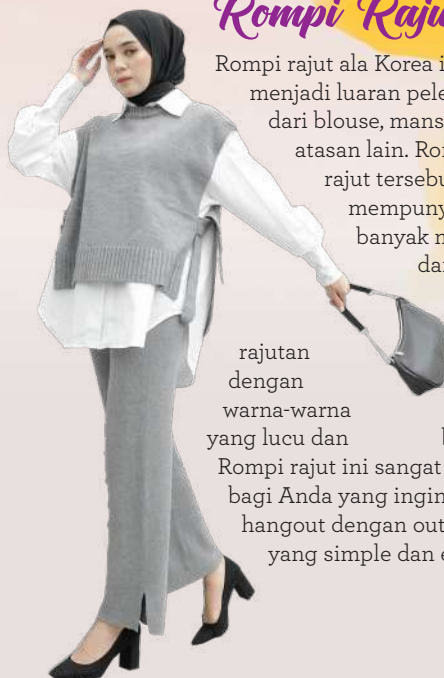 Rompi Raju
Rompi rajut ala Korea i
menjadi luaran pele
dari blouse, mans
atasan lain. Ro
rajut tersebu
mempuny
banyak
da
rajutan
dengan
warna-warna
yang lucu dan
Rompi rajut ini sangat
bagi Anda yang ingin
hangout dengan out
yang simple dan e